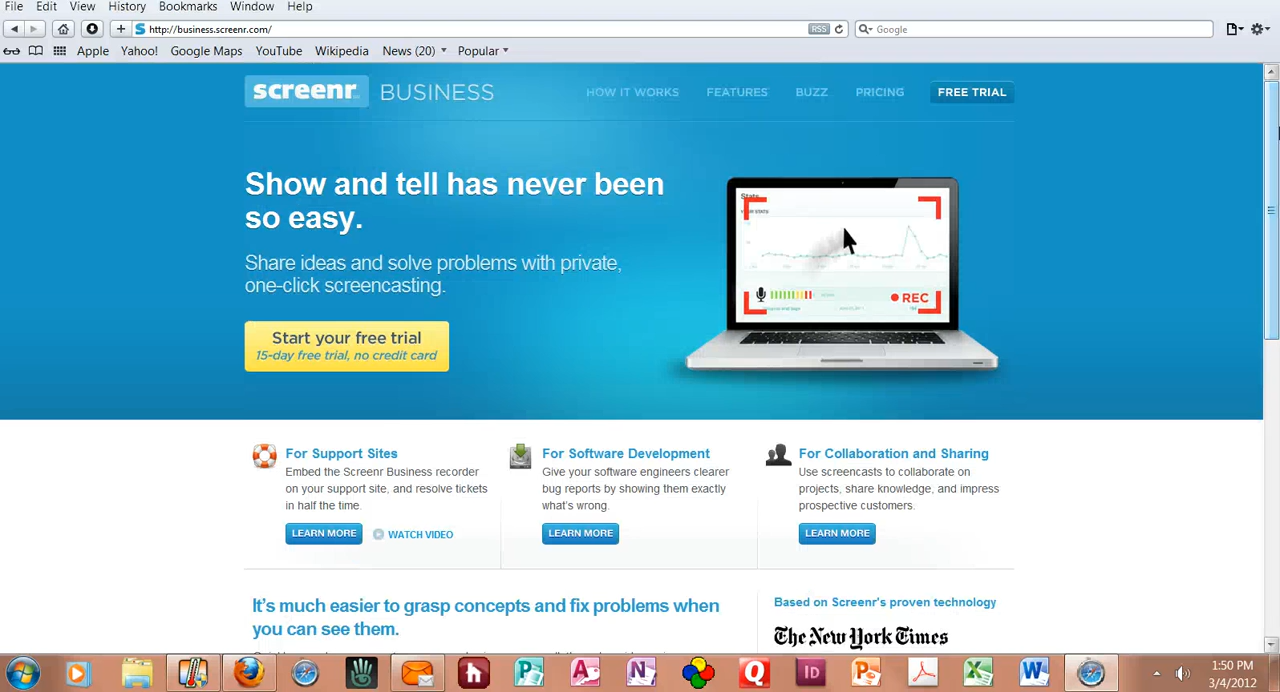 File Edit View History Bookmarks Window Help
http://business.screenr.com/ RSS Google
Apple Yahoo! Google Maps YouTube Wikipedia News (20) Popular
screenr BUSINESS HOW IT WORKS FEATURES BUZZ PRICING FREE TRIAL
Show and tell has never been
so easy.
Share ideas and solve problems with private,
one-click screencasting.
Start your free trial
15-day free trial, no credit card
Stats
REC
For Support Sites
Embed the Screenr Business recorder
on your support site, and resolve tickets
in half the time.
LEARN MORE WATCH VIDEO
For Software Development
Give your software engineers clearer
bug reports by showing them exactly
what's wrong.
LEARN MORE
For Collaboration and Sharing
Use screencasts to collaborate on
projects, share knowledge, and impress
prospective customers.
LEARN MORE
It's much easier to grasp concepts and fix problems when
you can see them.
Based on Screenr's proven technology
The New York Times
1:50 PM
3/4/2012